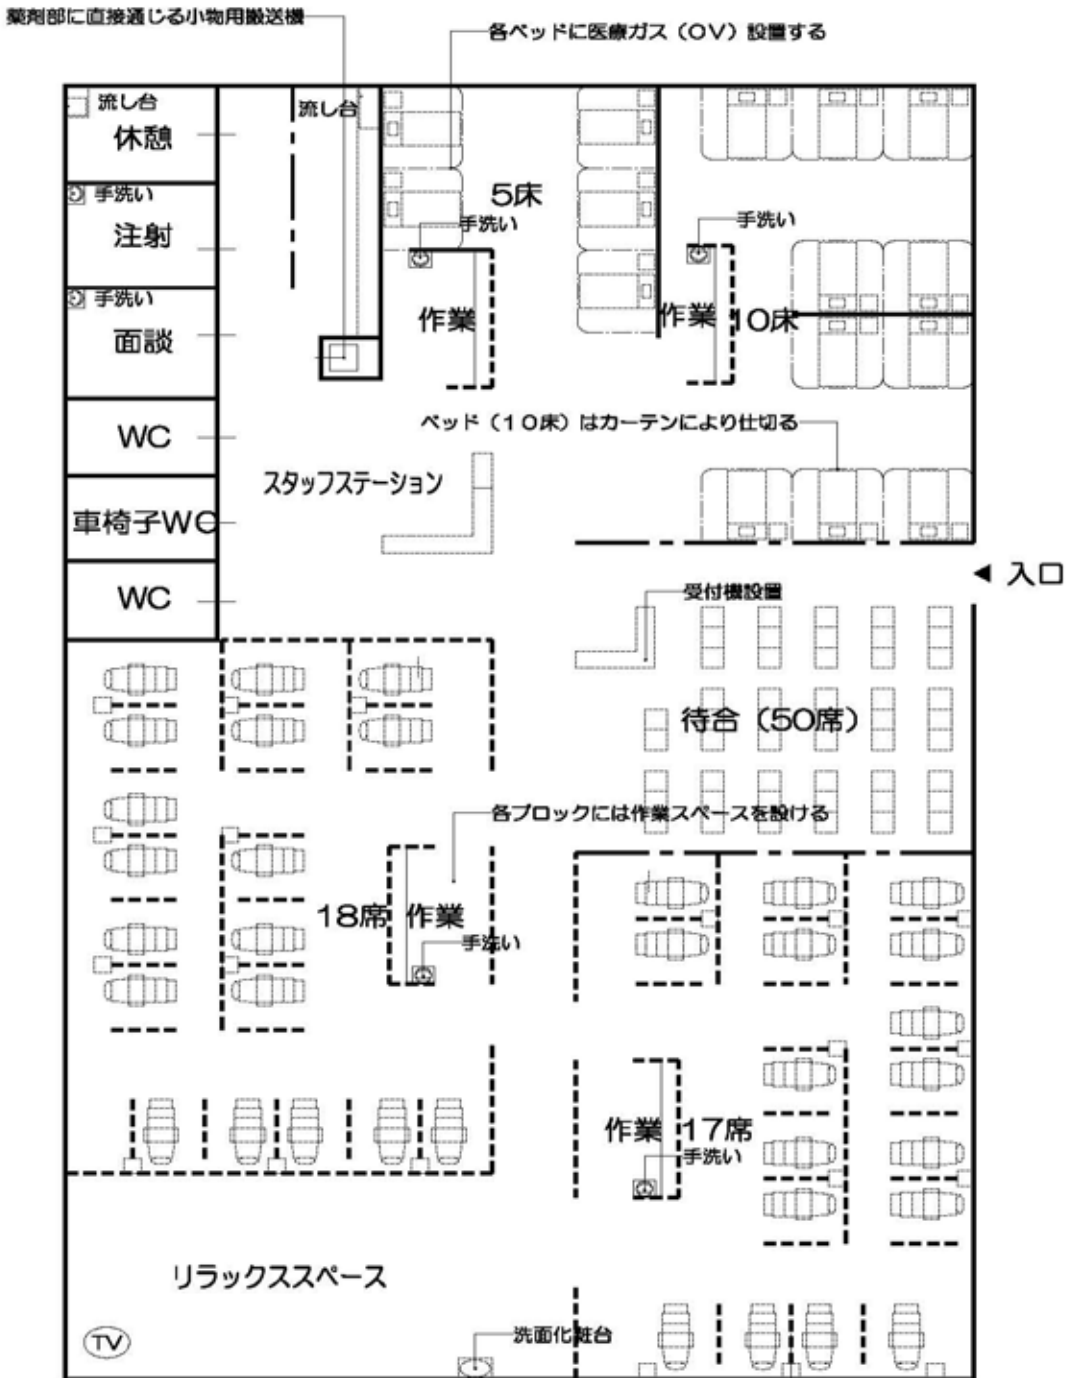 薬剤部に直接通じる小物用搬送機
各ベッドに医療ガス（OV）設置する
流し台
休憩
流し台
手洗い
注射
5床
手洗い
手洗い
手洗い
面談
作業
作業
10床
WC
ベッド（10床）はカーテンにより仕切る
スタッフステーション
車椅子WC
入口
WC
受付機設置
待合（50席）
各ブロックには作業スペースを設ける
18席
作業
手洗い
作業
17席
手洗い
リラックススペース
TV
洗面化粧台